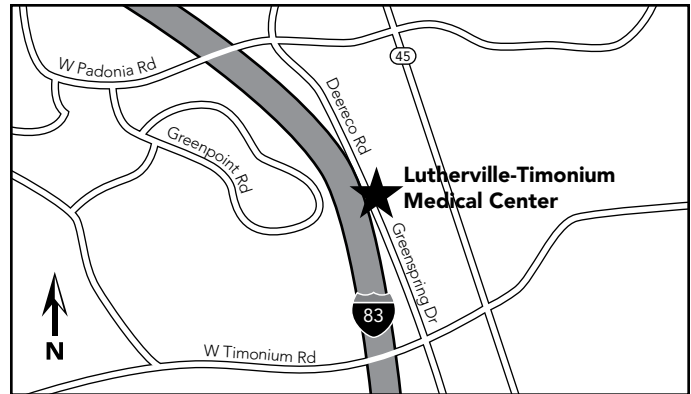 W Padonia Rd
45
Deereco Rd
Greenpoint Rd
Lutherville-Timonium
Medical Center
Greenspring Dr
83
N
W Timonium Rd